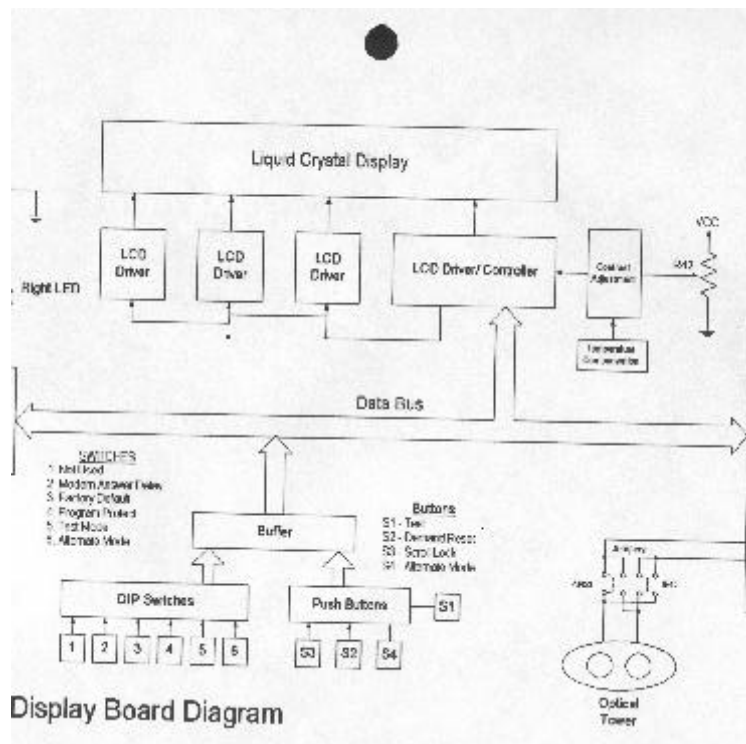 Liquid Crystal Display
LCD
Driver
LCD
Driver
LCD
Driver
LCD Driver/ Controller
Contrast
Adjustment
VCC
Right LED
Temperature
Compensation
Data Bus
SWITCHES
1. Not Used
2. Modem Answer Delay
3. Factory Default
4. Program Protect
5. Test Mode
6. Alternate Mode
Buffer
Buttons
S1 - Test
S2 - Demand Reset
S3 - Scroll Lock
S4 - Alternate Mode
DIP Switches
Push Buttons
S1
1 2 3 4 5 6
S3 S2 S4
Optical
Tower
Display Board Diagram